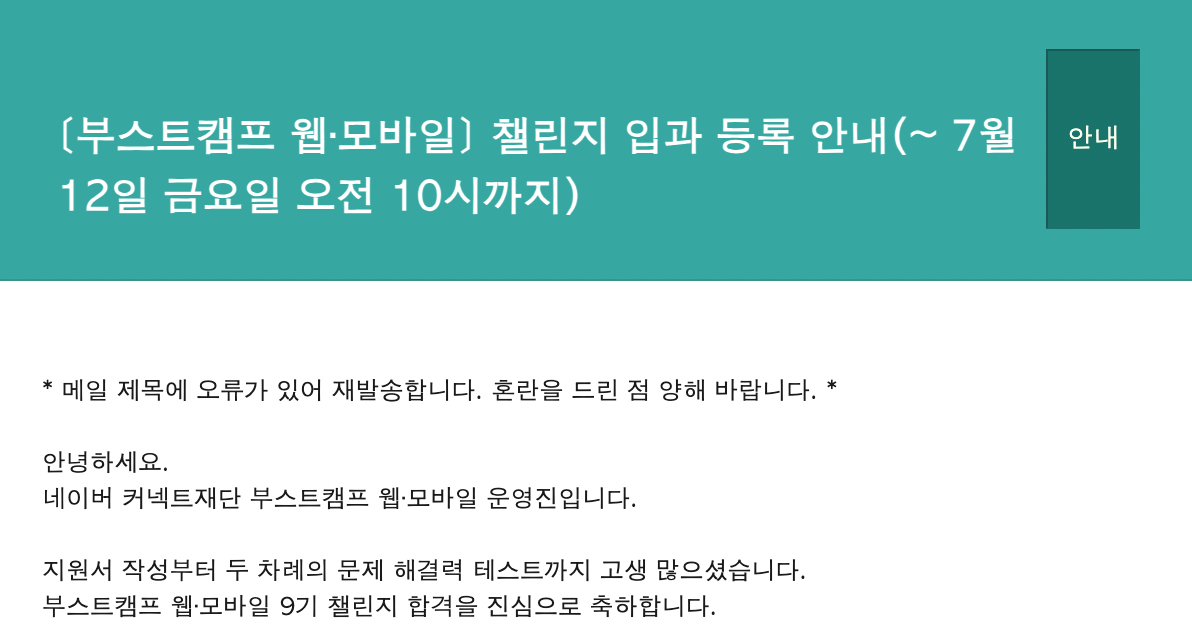 〔부스트캠프 웹·모바일〕 챌린지 입과 등록 안내(~ 7월
12일 금요일 오전 10시까지)
안내
* 메일 제목에 오류가 있어 재발송합니다. 혼란을 드린 점 양해 바랍니다. *
안녕하세요.
네이버 커넥트재단 부스트캠프 웹·모바일 운영진입니다.
지원서 작성부터 두 차례의 문제 해결력 테스트까지 고생 많으셨습니다.
부스트캠프 웹·모바일 9기 챌린지 합격을 진심으로 축하합니다.